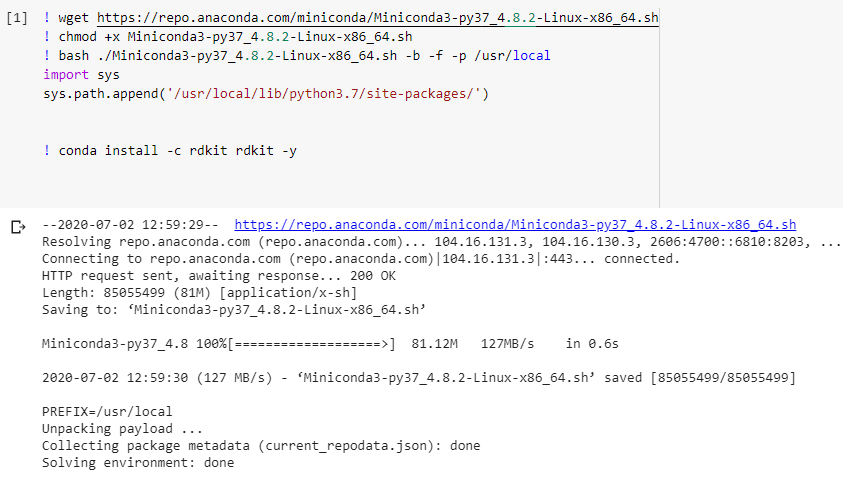 [1] ! wget https://repo.anaconda.com/miniconda/Miniconda3-py37_4.8.2-Linux-x86_64.sh
! chmod +x Miniconda3-py37_4.8.2-Linux-x86_64.sh
! bash ./Miniconda3-py37_4.8.2-Linux-x86_64.sh -b -f -p /usr/local
import sys
sys.path.append('/usr/local/lib/python3.7/site-packages/')
! conda install -c rdkit rdkit -y
--2020-07-02 12:59:29-- https://repo.anaconda.com/miniconda/Miniconda3-py37_4.8.2-Linux-x86_64.sh
Resolving repo.anaconda.com (repo.anaconda.com)... 104.16.131.3, 104.16.130.3, 2606:4700::6810:8203, ...
Connecting to repo.anaconda.com (repo.anaconda.com)|104.16.131.3|:443... connected.
HTTP request sent, awaiting response... 200 OK
Length: 85055499 (81M) [application/x-sh]
Saving to: ‘Miniconda3-py37_4.8.2-Linux-x86_64.sh’
Miniconda3-py37_4.8 100%[===================>] 81.12M 127MB/s in 0.6s
2020-07-02 12:59:30 (127 MB/s) - ‘Miniconda3-py37_4.8.2-Linux-x86_64.sh’ saved [85055499/85055499]
PREFIX=/usr/local
Unpacking payload ...
Collecting package metadata (current_repodata.json): done
Solving environment: done